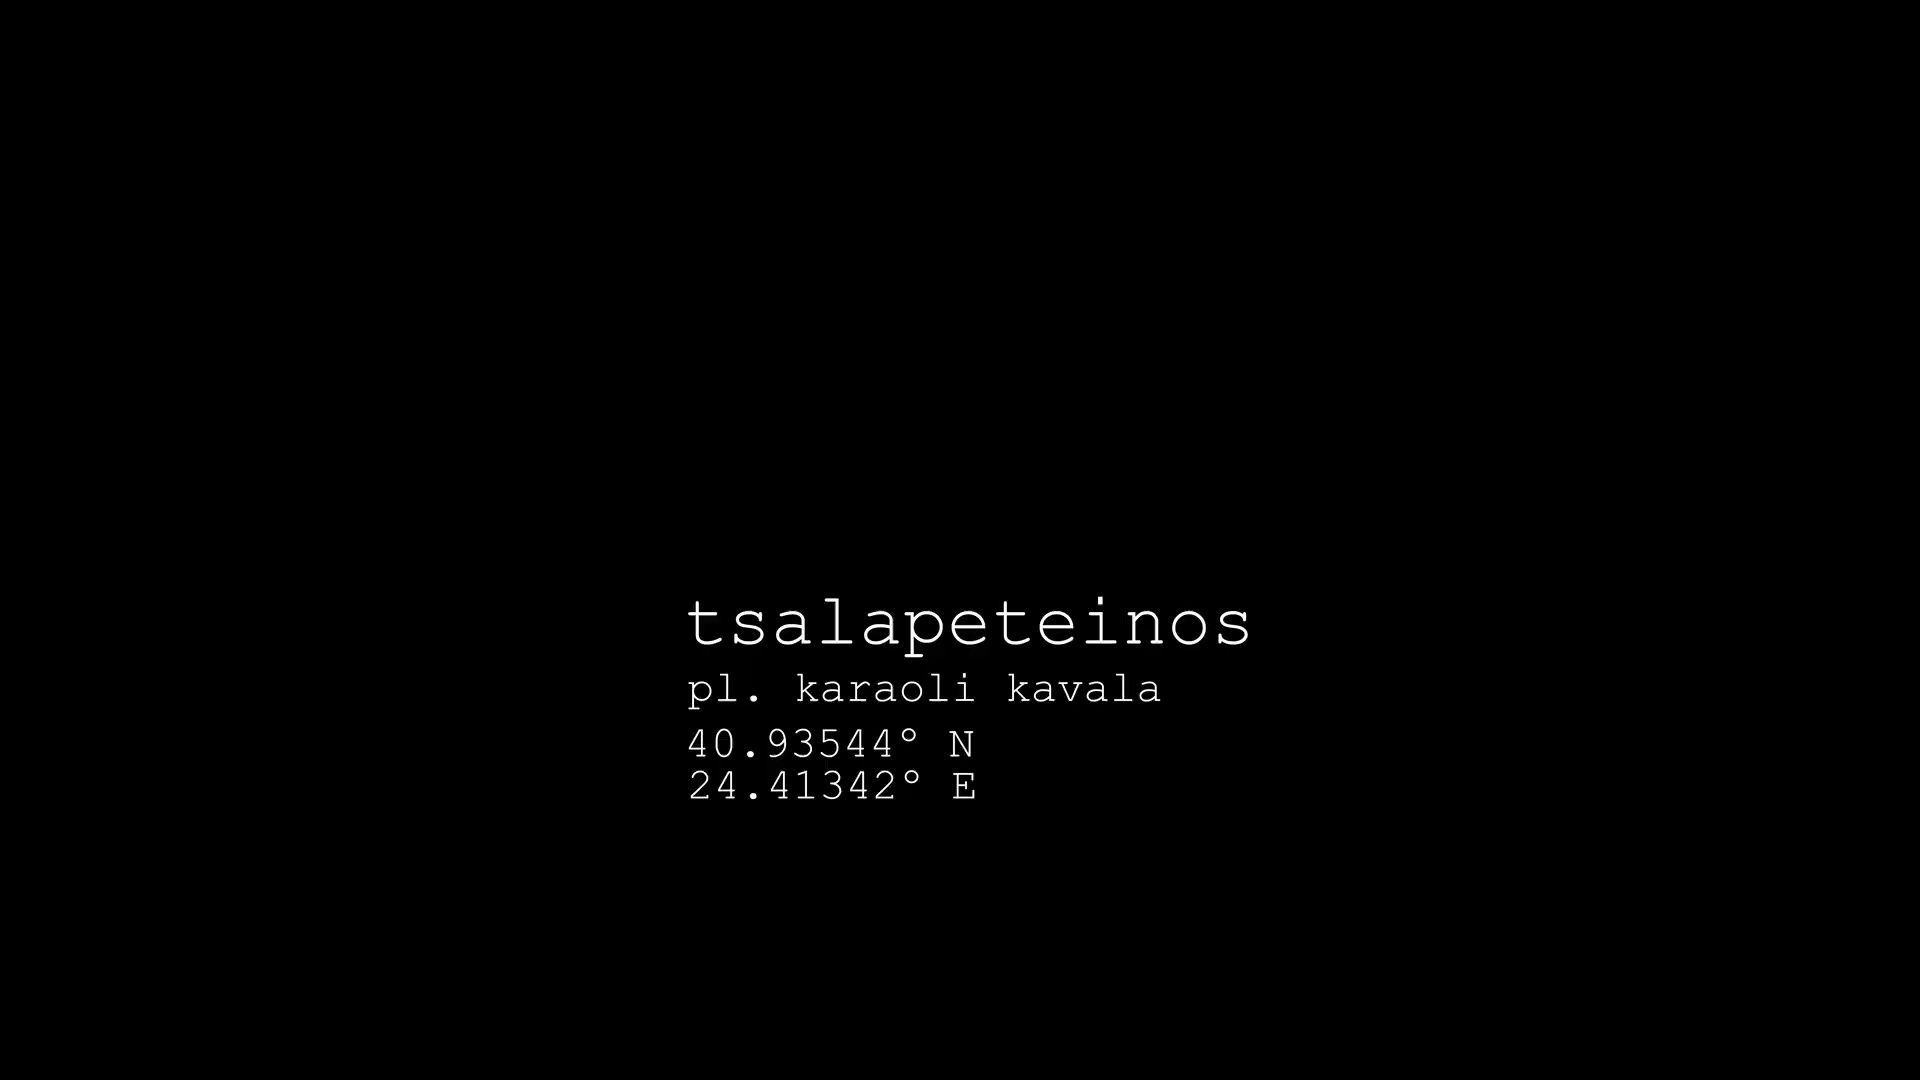 tsalapeteinos
pl. karaoli kavala
40.93544° N
24.41342° E